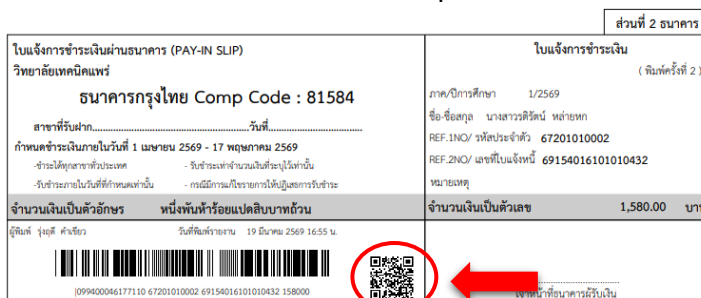 ส่วนที่ 2 ธนาคาร
ใบแจ้งการชำระเงินผ่านธนาคาร (PAY-IN SLIP)
วิทยาลัยเทคนิคแพร่
ธนาคารกรุงไทย Comp Code : 81584
สาขาที่รับฝาก.....................................................วันที่................................
กำหนดชำระเงินภายในวันที่ 1 เมษายน 2569 - 17 พฤษภาคม 2569
-ชำระได้ทุกสาขาทั่วประเทศ - รับชำระเท่าจำนวนเงินที่ระบุไว้เท่านั้น
-รับชำระภายในวันที่ที่กำหนดเท่านั้น - กรณีมีการแก้ไขรายการให้ปฏิเสธการรับชำระ
จำนวนเงินเป็นตัวอักษร หนึ่งพันห้าร้อยแปดสิบบาทถ้วน
ผู้พิมพ์ รุ่งฤดี คำเขียว วันที่พิมพ์รายงาน 19 มีนาคม 2569 16:55 น.
|099400046177110 67201010002 69154016101010432 158000
ใบแจ้งการชำระเงิน
( พิมพ์ครั้งที่ 2 )
ภาค/ปีการศึกษา 1/2569
ชื่อ-ชื่อสกุล นางสาววรดิรัตน์ หล่ายหก
REF.1NO/ รหัสประจำตัว 67201010002
REF.2NO/ เลขที่ใบแจ้งหนี้ 69154016101010432
หมายเหตุ
จำนวนเงินเป็นตัวเลข 1,580.00 บาท
เจ้าหน้าที่ธนาคารผู้รับเงิน